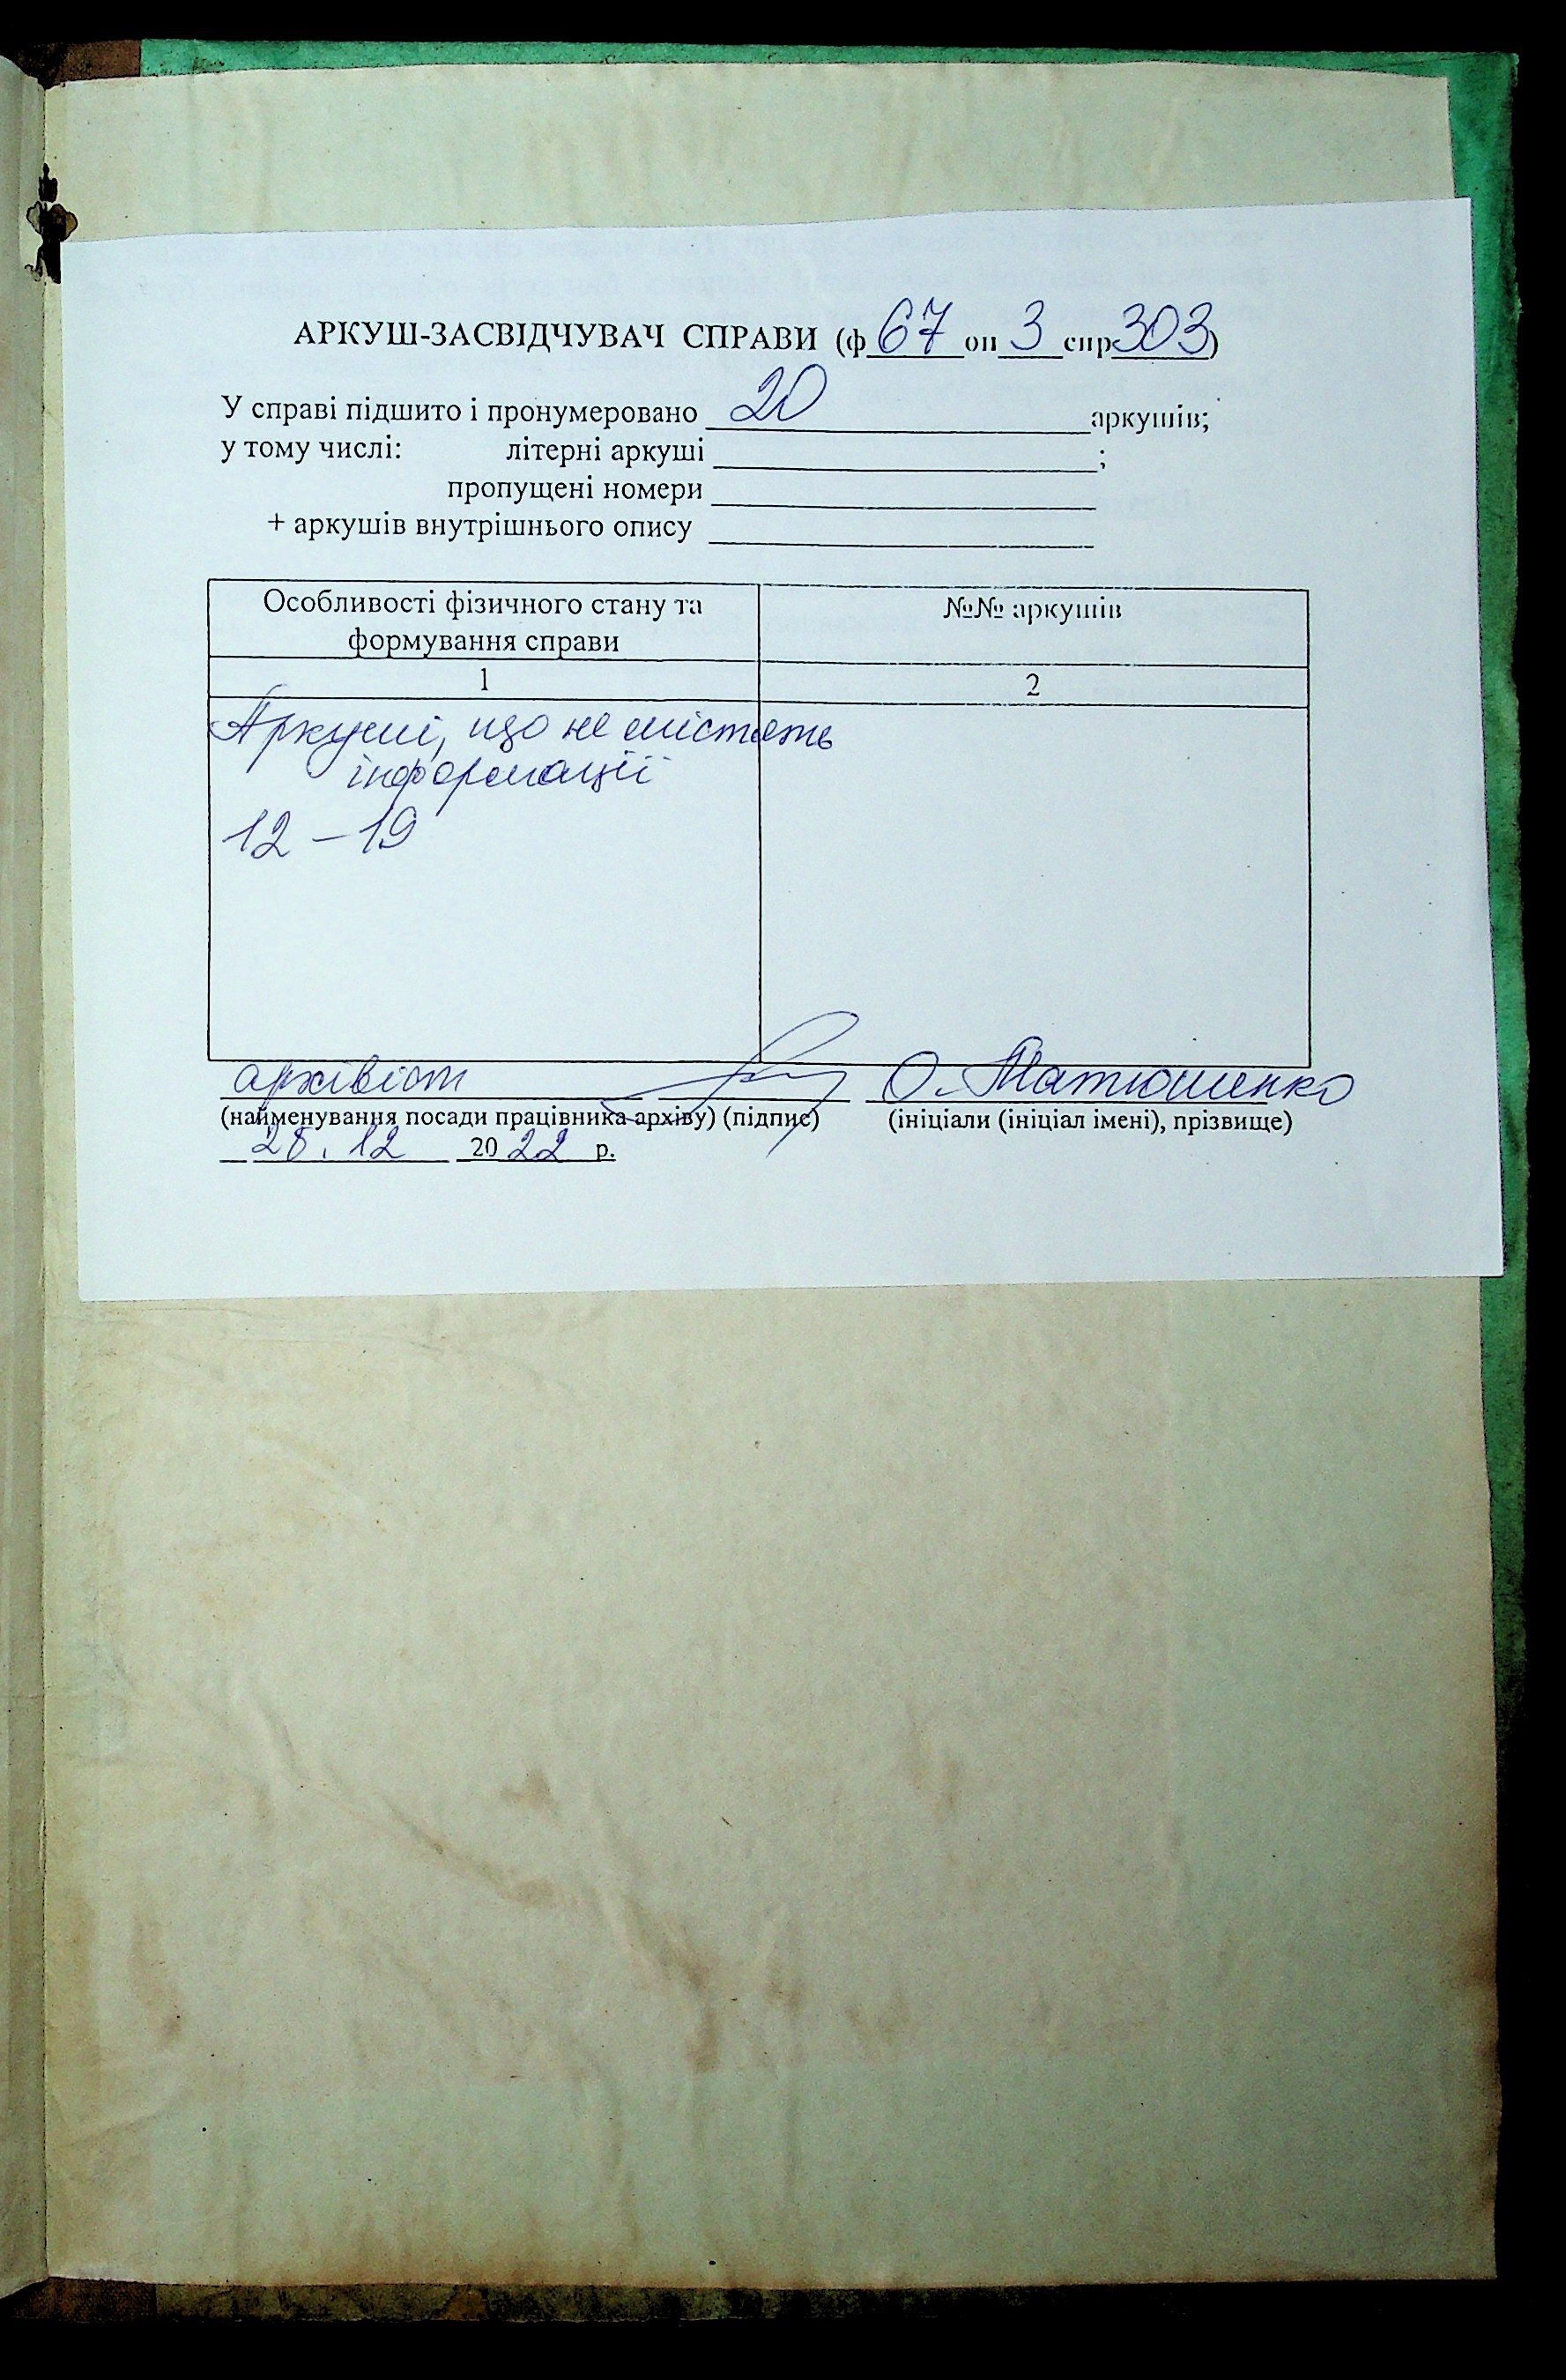 АРКУШ-ЗАСВІДЧУВАЧ СПРАВИ (ф 67 оп 3 спр 303)
У справі підшито і пронумеровано 20 аркушів;
у тому числі: літерні аркуші ;
пропущені номери
+ аркушів внутрішнього опису
Особливості фізичного стану та формування справи №№ аркушів
1 2
Аркуші, що не містять
інформації
12 – 19
архівіст О. Матюшенко
(найменування посади працівника архіву) (підпис) (ініціали (ініціал імені), прізвище)
28.12 2022 р.